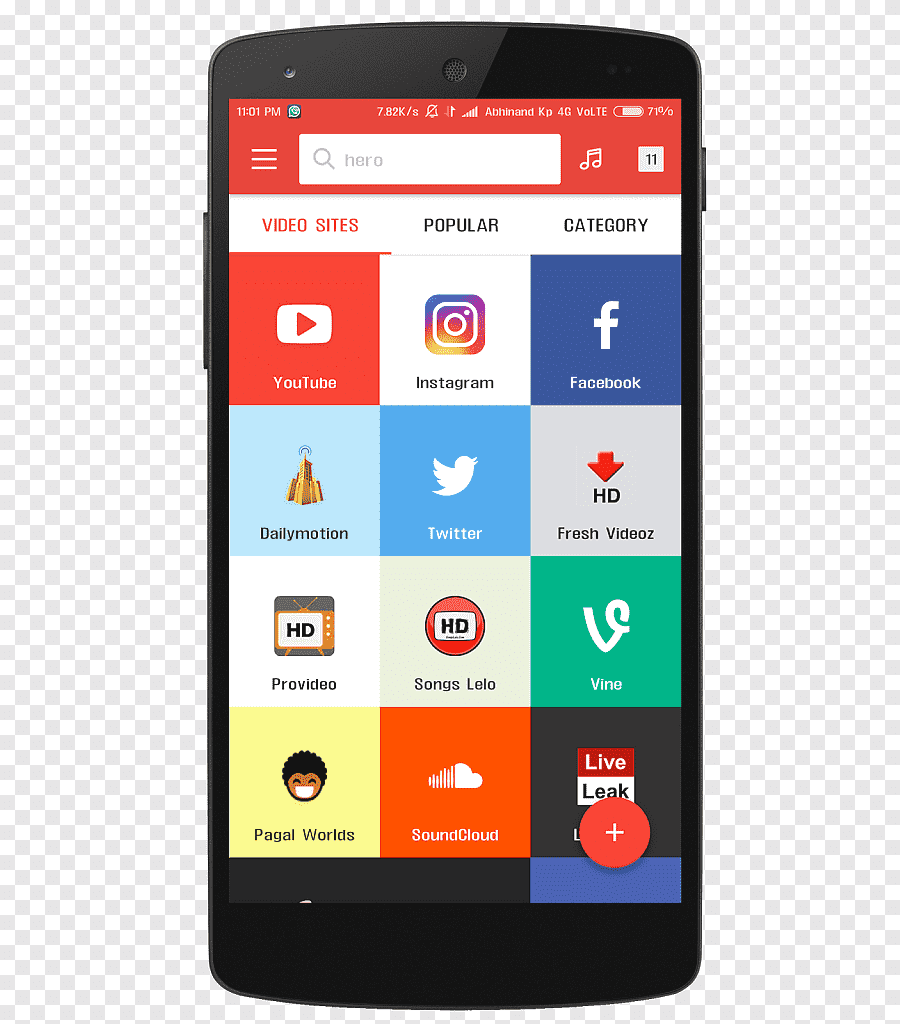 11:01 PM 7.82K/s Abhinand Kp 4G VoLTE 71%
hero 11
VIDEO SITES POPULAR CATEGORY
YouTube Instagram Facebook
HD
Dailymotion Twitter Fresh Videoz
HD HD
Provideo Songs Lelo Vine
Live
Leak
Pagal Worlds SoundCloud L